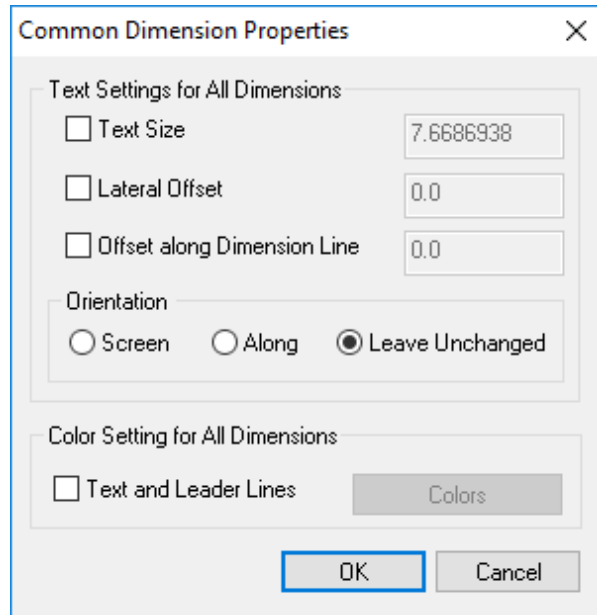 Common Dimension Properties
Text Settings for All Dimensions
Text Size 7.6686938
Lateral Offset 0.0
Offset along Dimension Line 0.0
Orientation
Screen Along Leave Unchanged
Color Setting for All Dimensions
Text and Leader Lines Colors
OK Cancel